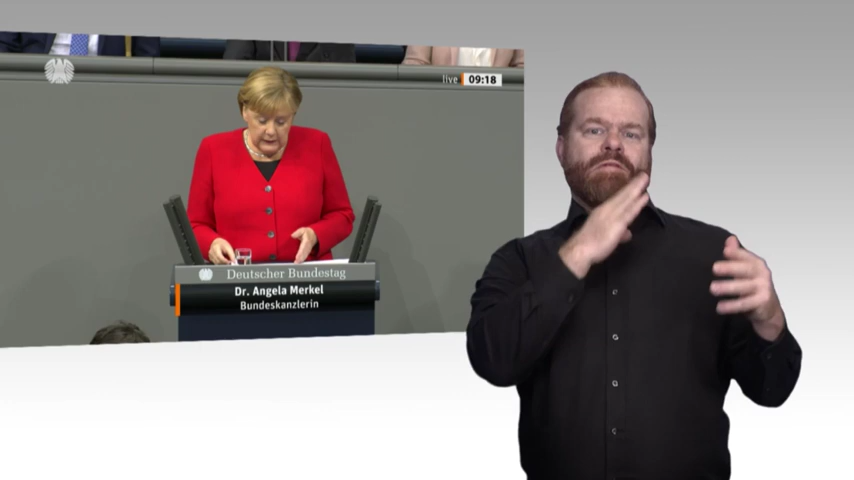 live 09:18
Deutscher Bundestag
Dr. Angela Merkel
Bundeskanzlerin